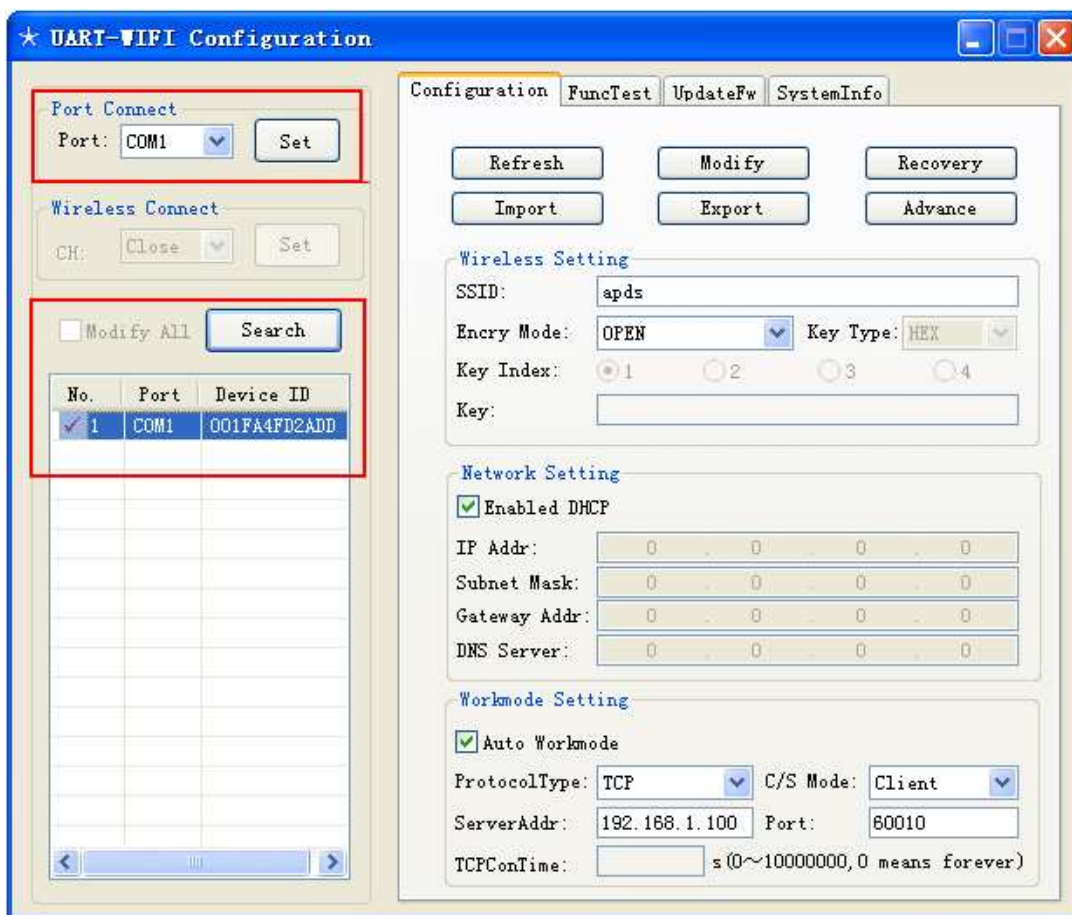 UART-WIFI Configuration
Port Connect
Port: COM1 Set
Wireless Connect
CH: Close Set
Modify All Search
No. Port Device ID
1 COM1 001FA4FD2ADD
Configuration FuncTest UpdateFw SystemInfo
Refresh Modify Recovery
Import Export Advance
Wireless Setting
SSID: apds
Encry Mode: OPEN Key Type: HEX
Key Index: 1 2 3 4
Key:
Network Setting
Enabled DHCP
IP Addr: 0 . 0 . 0 . 0
Subnet Mask: 0 . 0 . 0 . 0
Gateway Addr: 0 . 0 . 0 . 0
DNS Server: 0 . 0 . 0 . 0
Workmode Setting
Auto Workmode
ProtocolType: TCP C/S Mode: Client
ServerAddr: 192.168.1.100 Port: 60010
TCPConTime: s(0～10000000,0 means forever)